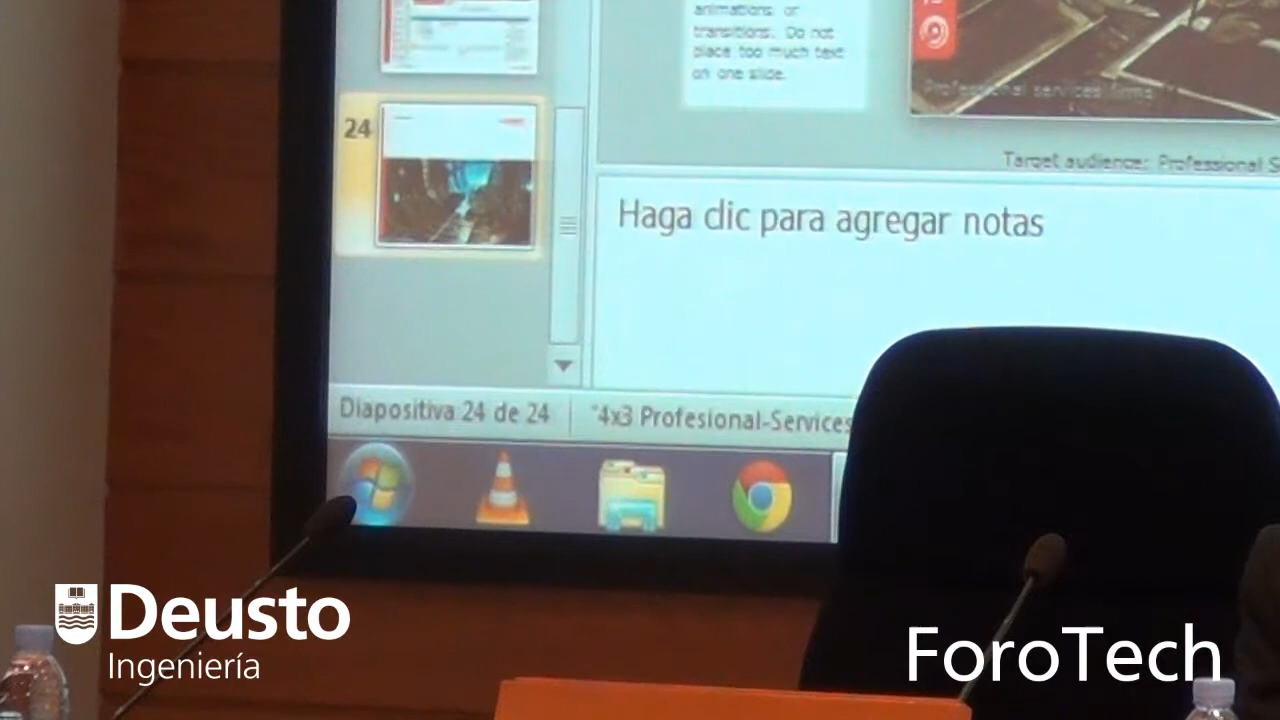 animations or
transitions. Do not
place too much text
on one slide.
Professional services firms
24
Target audience: Professional S
Haga clic para agregar notas
Diapositiva 24 de 24
"4x3 Profesional-Services
Deusto
Ingeniería
ForoTech